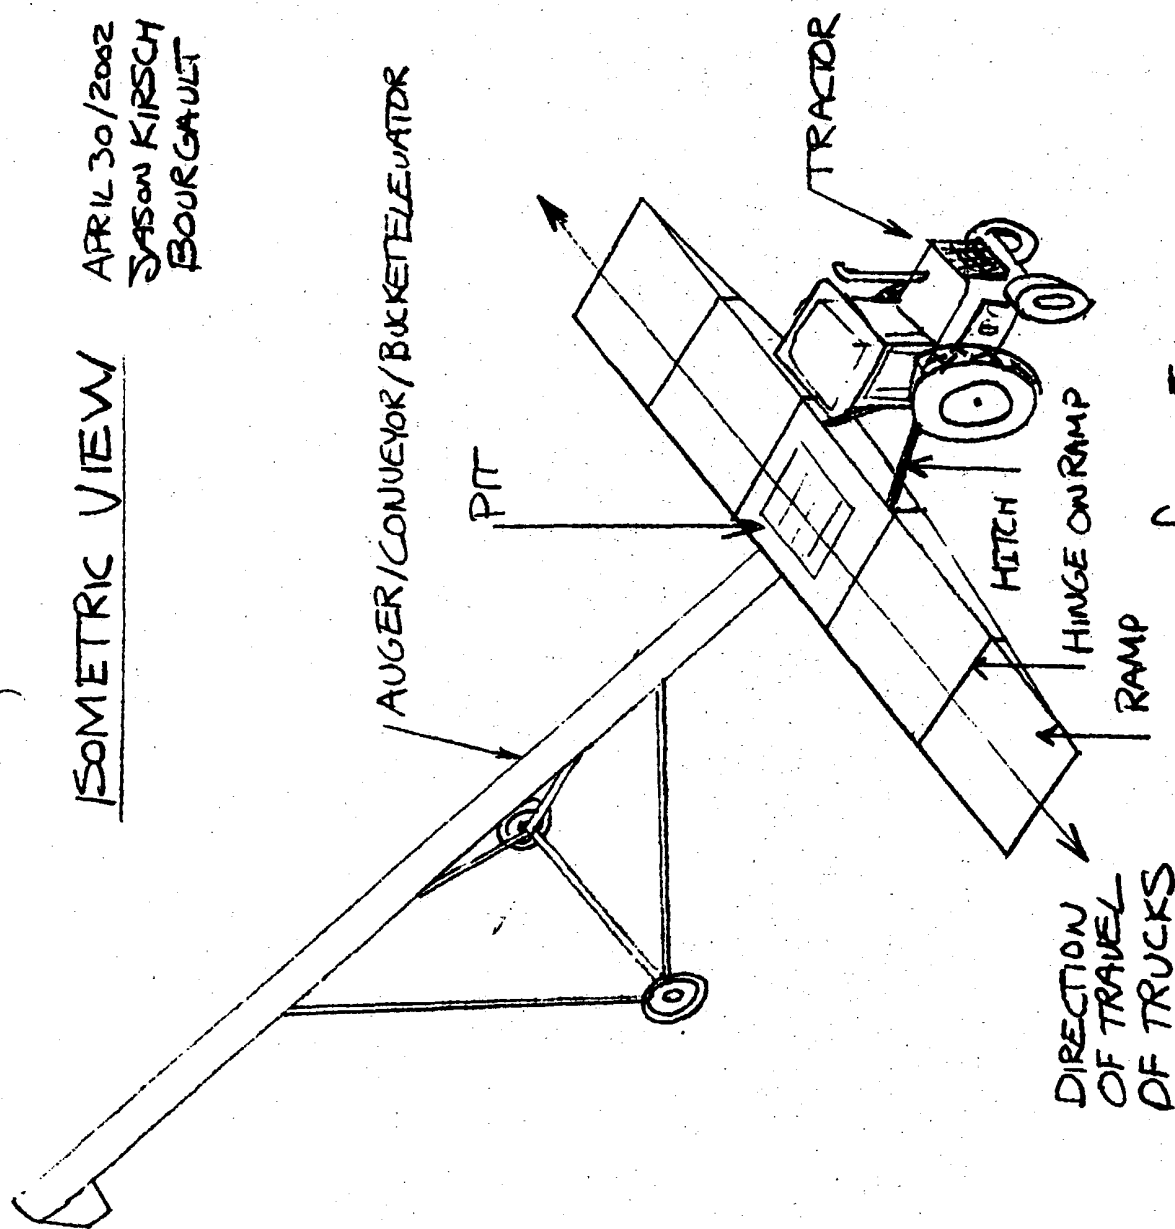 ISOMETRIC VIEW
APRIL 30/2002
JASON KIRSCH
BOURGAULT
AUGER/CONVEYOR/BUCKETELEVATOR
PIT
TRACTOR
HITCH
HINGE ON RAMP
RAMP
DIRECTION
OF TRAVEL
OF TRUCKS